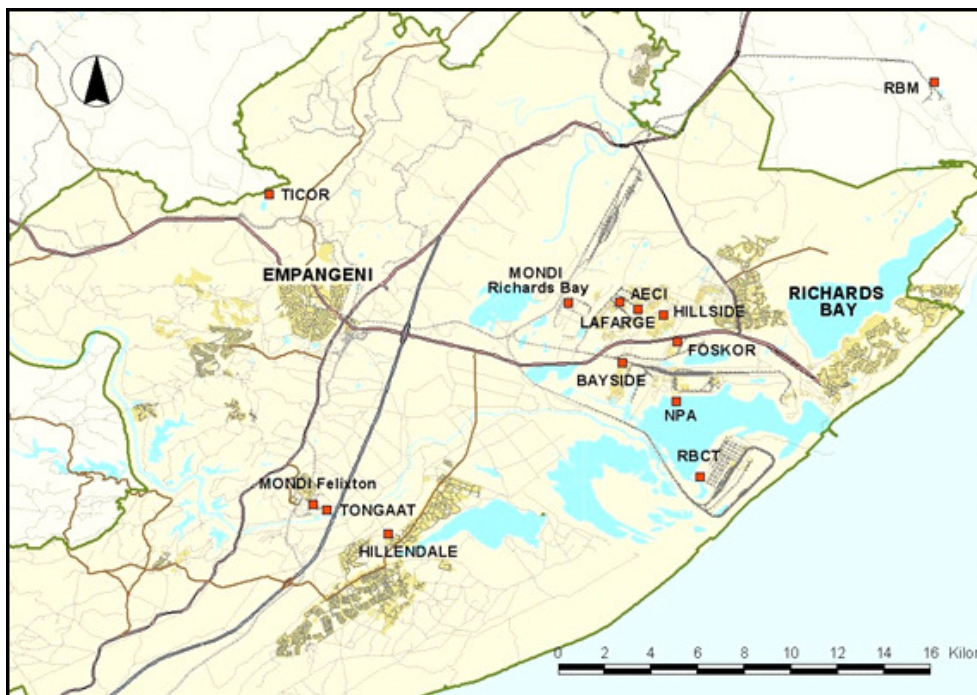 RBM
TICOR
EMPANGENI
MONDI
Richards Bay
AECI
LAFARGE
HILLSIDE
RICHARDS
BAY
FOSKOR
BAYSIDE
NPA
RBCT
MONDI Felixton
TONGAAT
HILLENDALE
0 2 4 6 8 10 12 14 16 Kilon